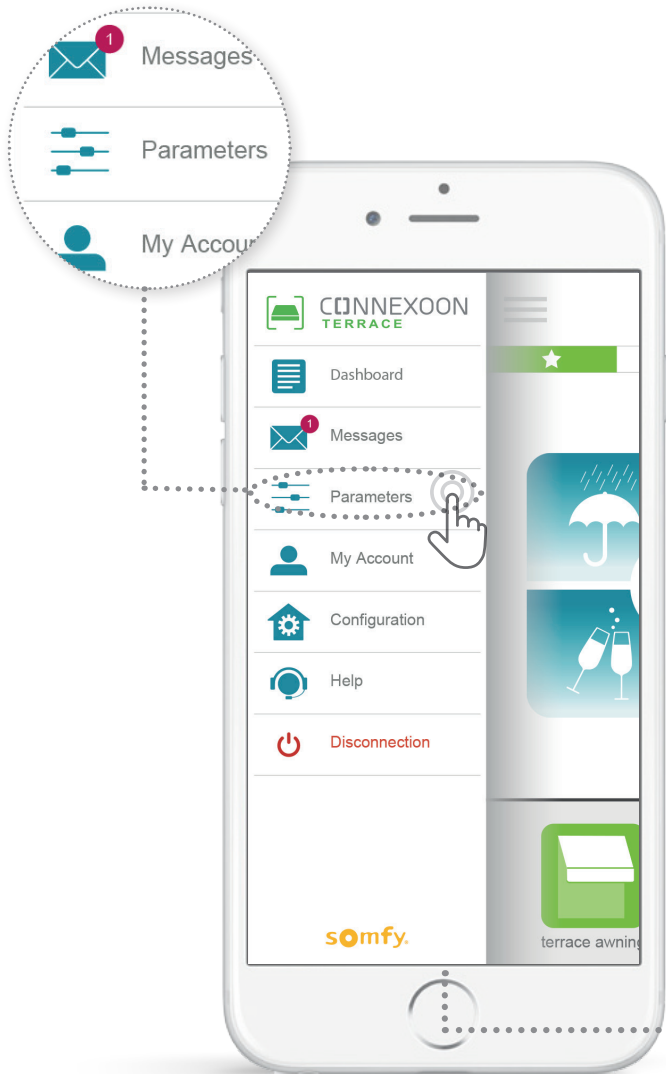 1
Messages
Parameters
My Accou
CONNEXOON
TERRACE
Dashboard
1
Messages
Parameters
My Account
Configuration
Help
Disconnection
somfy.
terrace awning